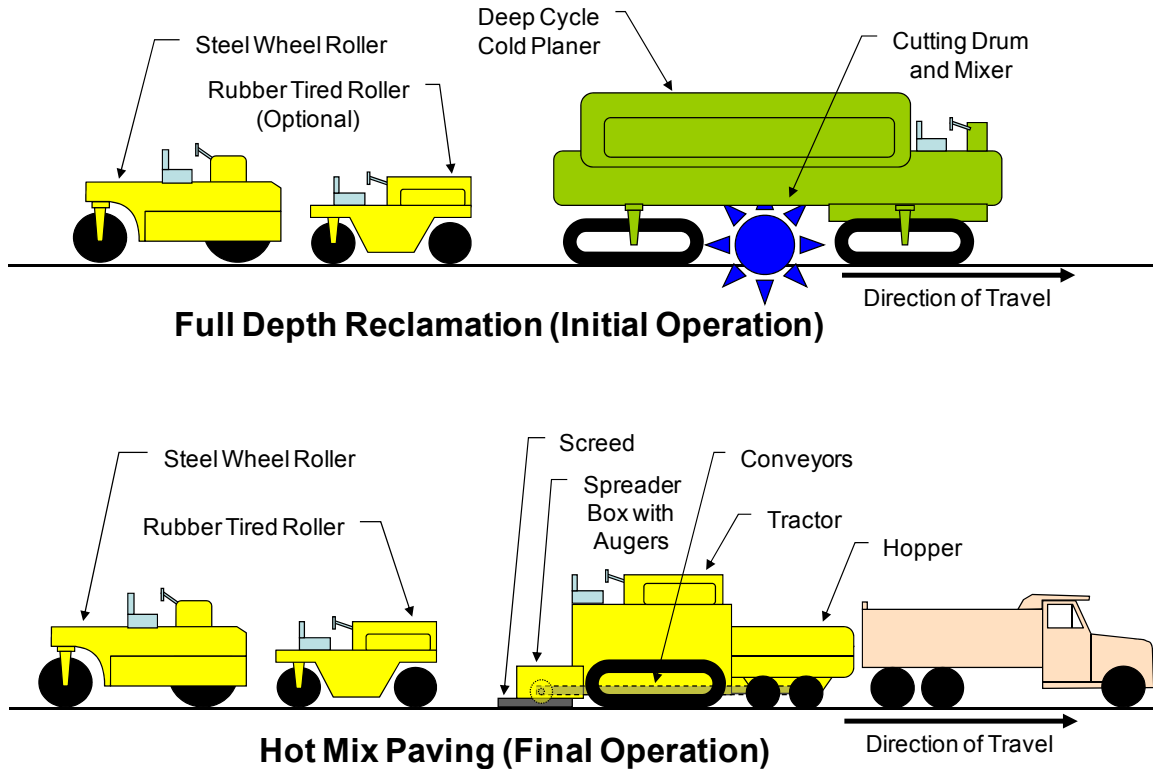 Deep Cycle
Cold Planer
Steel Wheel Roller
Cutting Drum
and Mixer
Rubber Tired Roller
(Optional)
Direction of Travel
Full Depth Reclamation (Initial Operation)
Screed
Steel Wheel Roller
Conveyors
Spreader
Box with
Augers
Rubber Tired Roller
Tractor
Hopper
Direction of Travel
Hot Mix Paving (Final Operation)